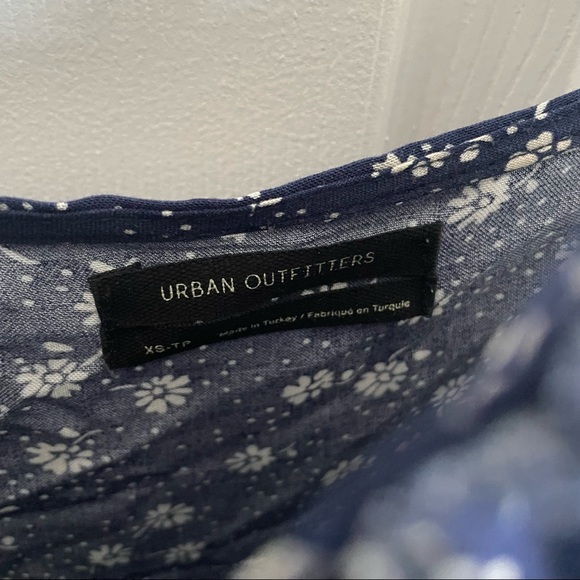 URBAN OUTFITTERS
XS-TP Made in Turkey / Fabriqué en Turquie